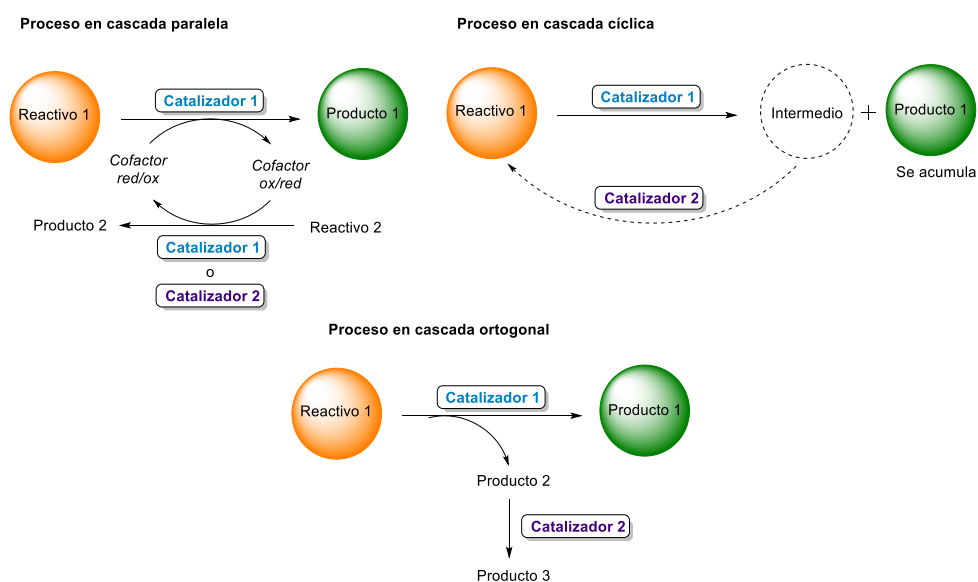 Proceso en cascada paralela
Reactivo 1
Catalizador 1
Producto 1
Cofactor
red/ox
Cofactor
ox/red
Producto 2
Reactivo 2
Catalizador 1
o
Catalizador 2
Proceso en cascada cíclica
Reactivo 1
Catalizador 1
Intermedio
+
Producto 1
Se acumula
Catalizador 2
Proceso en cascada ortogonal
Reactivo 1
Catalizador 1
Producto 1
Producto 2
Catalizador 2
Producto 3